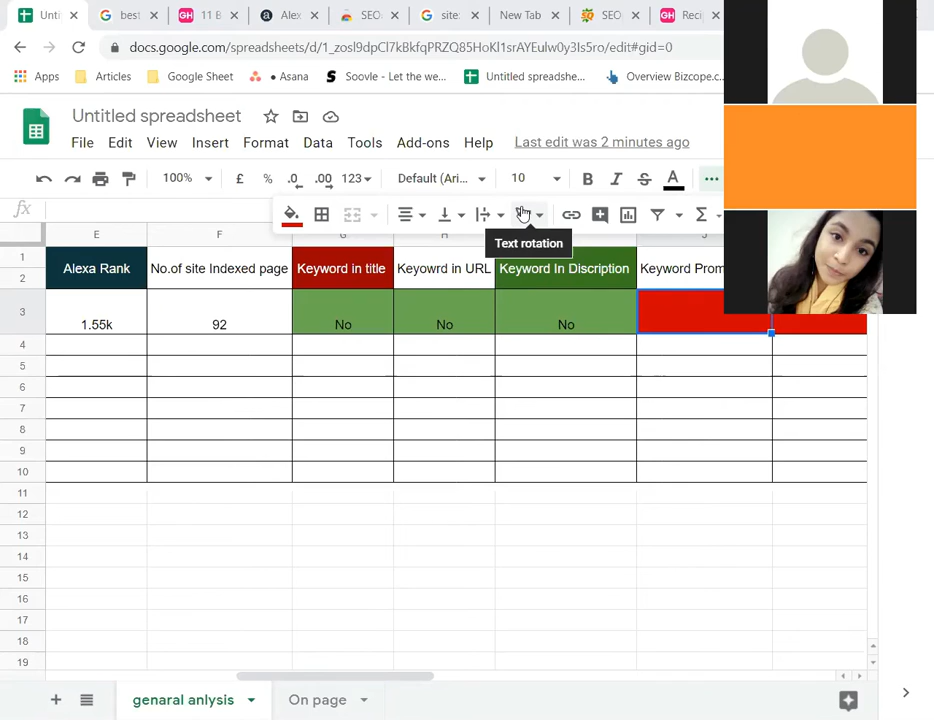 Unti
best
11 B
Alex
SEO
site:
New Tab
SEO
Reci
docs.google.com/spreadsheets/d/1_zosl9dpCl7kBkfqPRZQ85HoKl1srAYEulw0y3Is5ro/edit#gid=0
Apps
Articles
Google Sheet
Asana
Soovle - Let the we...
Untitled spreadshe...
Overview Bizcope.c...
Untitled spreadsheet
File Edit View Insert Format Data Tools Add-ons Help Last edit was 2 minutes ago
100% £ % .0 .00 123 Default (Ari... 10 B I S A
fx
Text rotation
E F G H J
1 2 Alexa Rank No.of site Indexed page Keyword in title Keyowrd in URL Keyword In Discription Keyword Prom
3 1.55k 92 No No No
4
5
6
7
8
9
10
11
12
13
14
15
16
17
18
19
genaral anlysis On page